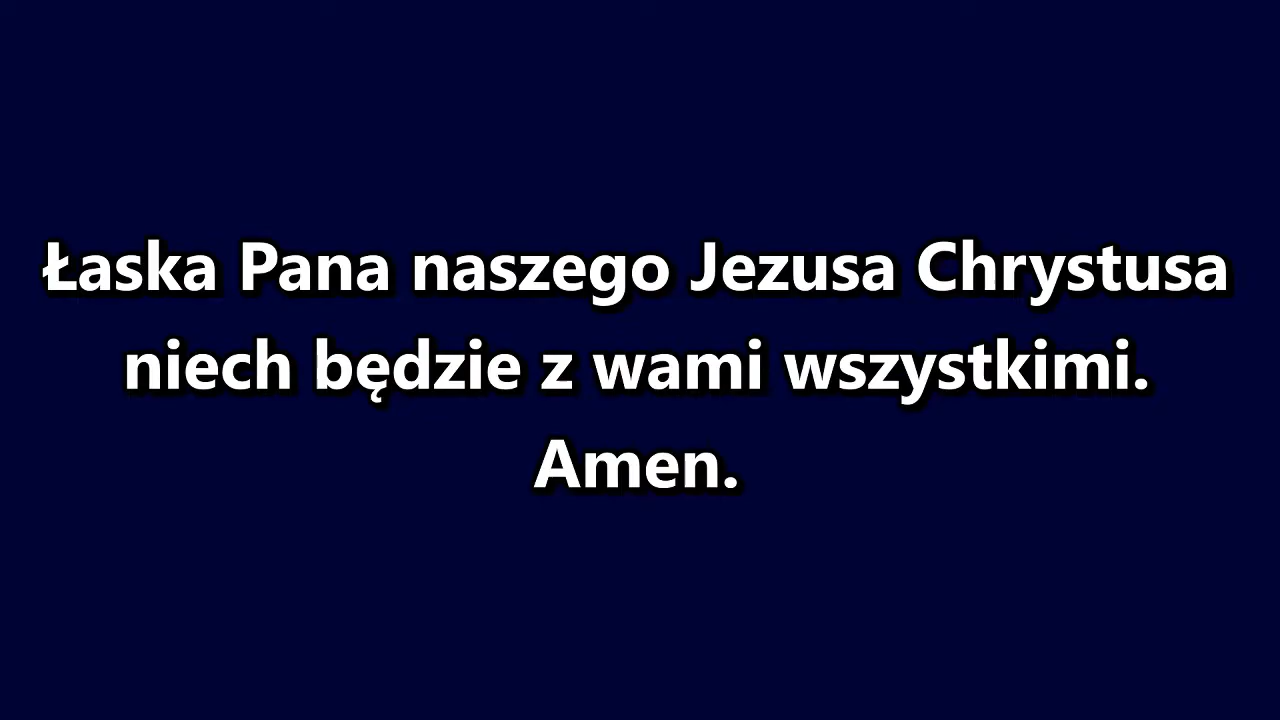 Łaska Pana naszego Jezusa Chrystusa
niech będzie z wami wszystkimi.
Amen.